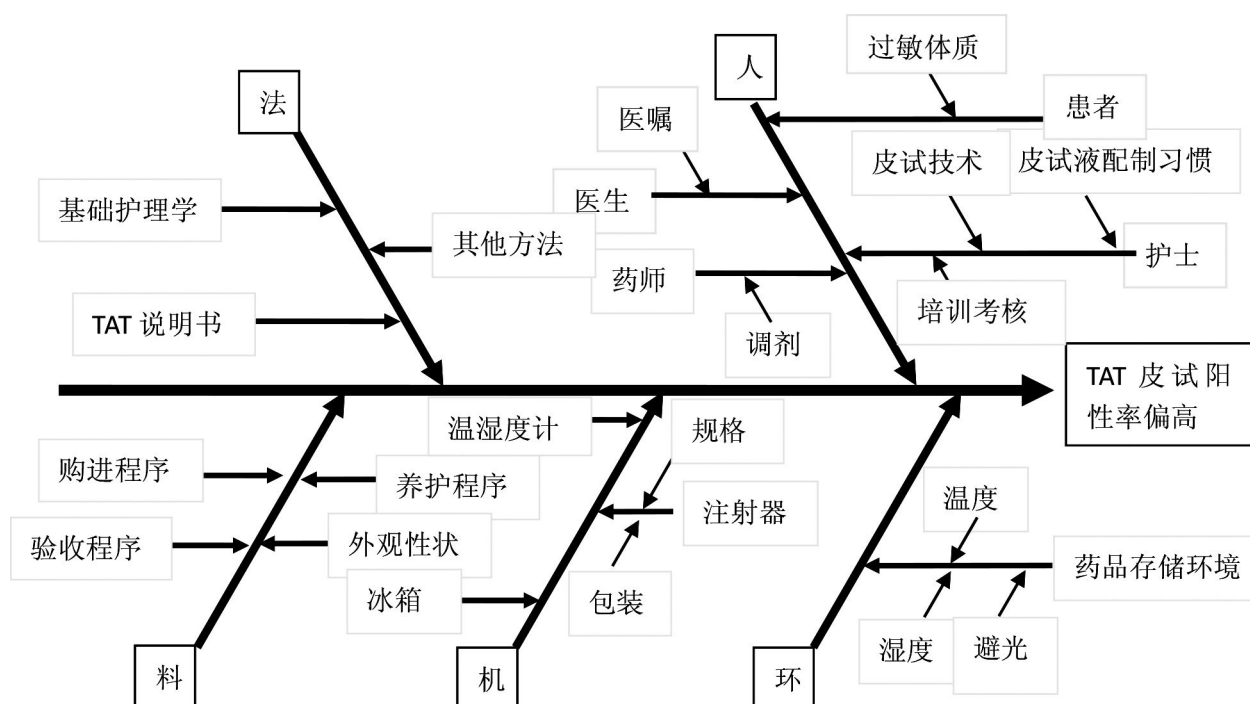 过敏体质
人
法
患者
医嘱
皮试技术
皮试液配制习惯
医生
基础护理学
其他方法
护士
药师
培训考核
TAT 说明书
调剂
TAT 皮试阳
性率偏高
温湿度计
规格
购进程序
养护程序
温度
注射器
验收程序
外观性状
药品存储环境
冰箱
包装
湿度
避光
料
机
环